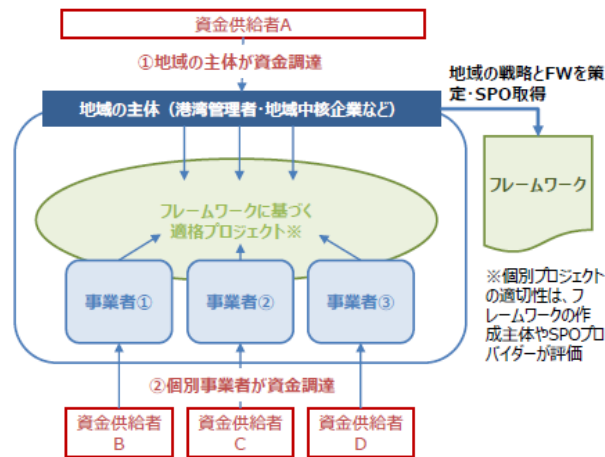 資金供給者A
①地域の主体が資金調達
地域の戦略とFWを策
定・SPO取得
地域の主体（港湾管理者・地域中核企業など）
フレームワーク
フレームワークに基づく
適格プロジェクト※
※個別プロジェクト
の適切性は、フ
レームワークの作
成主体やSPOプロ
バイダーが評価
事業者①
事業者②
事業者③
②個別事業者が資金調達
資金供給者
B
資金供給者
C
資金供給者
D